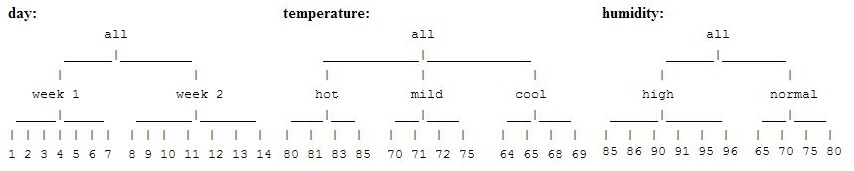 day: temperature: humidity:
all all all
week 1 week 2 hot mild cool high normal
1 2 3 4 5 6 7 8 9 10 11 12 13 14 80 81 83 85 70 71 72 75 64 65 68 69 85 86 90 91 95 96 65 70 75 80